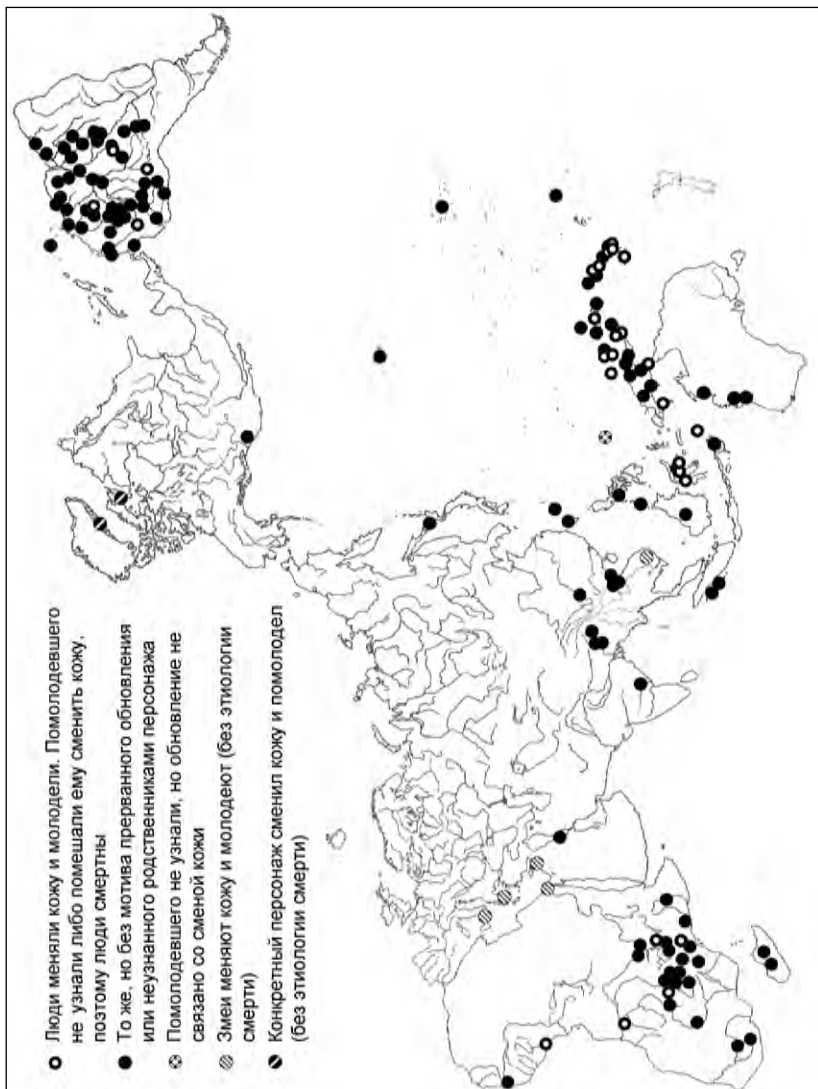 Люди меняли кожу и молодели. Помолодевшего
не узнали либо помешали ему сменить кожу,
поэтому люди смертны
То же, но без мотива прерванного обновления
или неузнанного родственниками персонажа
Помолодевшего не узнали, но обновление не
связано со сменой кожи
Змеи меняют кожу и молодеют (без этиологии
смерти)
Конкретный персонаж сменил кожу и помолодел
(без этиологии смерти)